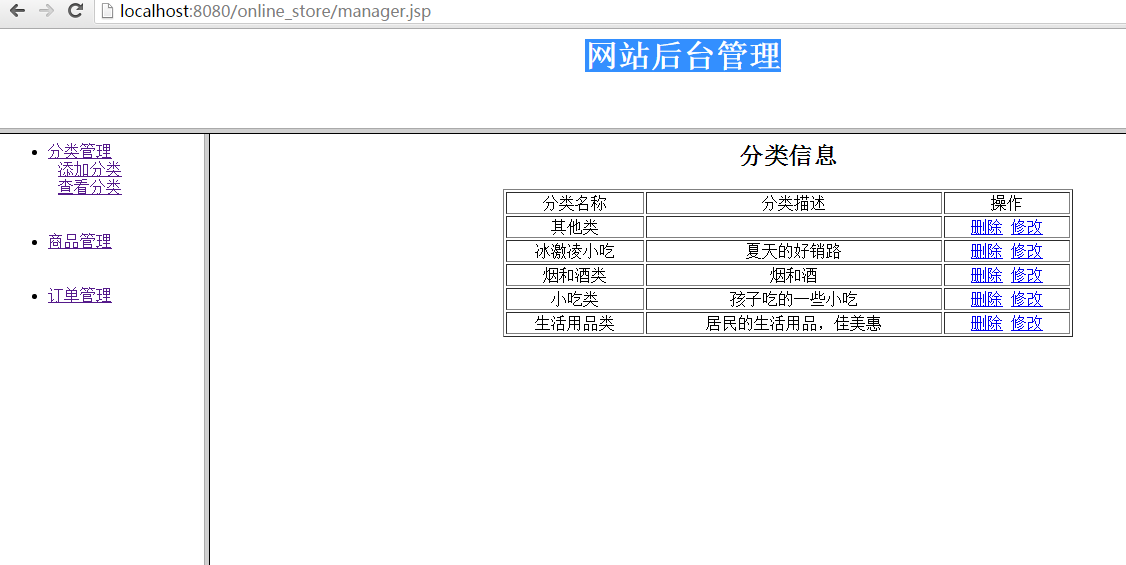 localhost:8080/online_store/manager.jsp
网站后台管理
分类管理
添加分类
查看分类
商品管理
订单管理
分类信息
分类名称 分类描述 操作
其他类 删除 修改
冰激凌小吃 夏天的好销路 删除 修改
烟和酒类 烟和酒 删除 修改
小吃类 孩子吃的一些小吃 删除 修改
生活用品类 居民的生活用品，佳美惠 删除 修改